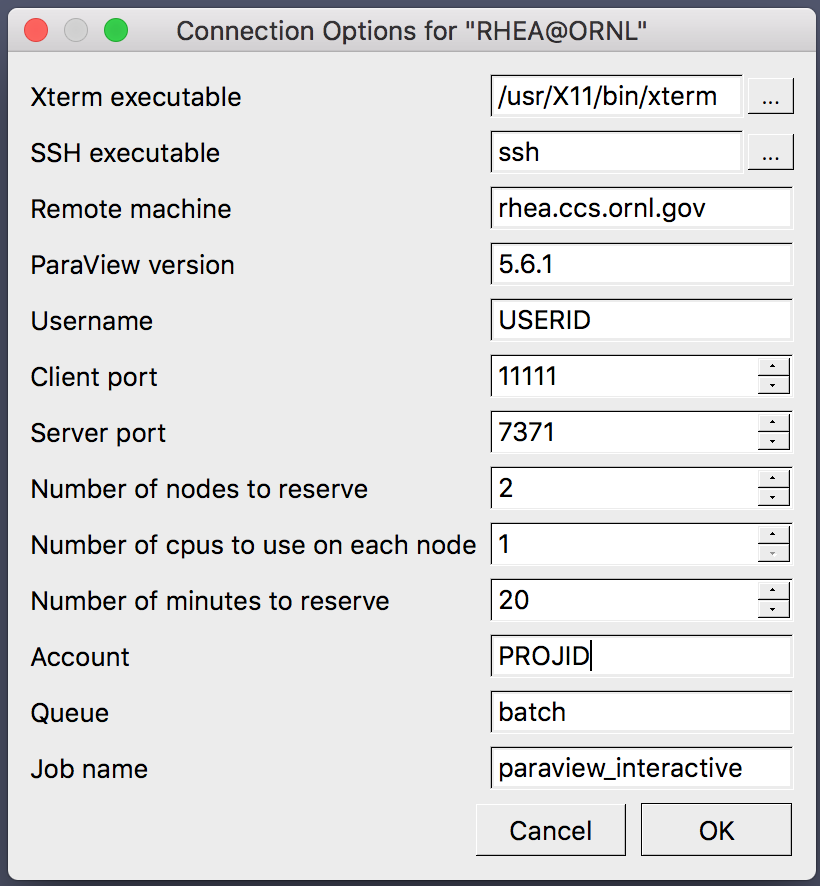 Connection Options for "RHEA@ORNL"
Xterm executable /usr/X11/bin/xterm ...
SSH executable ssh ...
Remote machine rhea.ccs.ornl.gov
ParaView version 5.6.1
Username USERID
Client port 11111
Server port 7371
Number of nodes to reserve 2
Number of cpus to use on each node 1
Number of minutes to reserve 20
Account PROJID
Queue batch
Job name paraview_interactive
Cancel OK